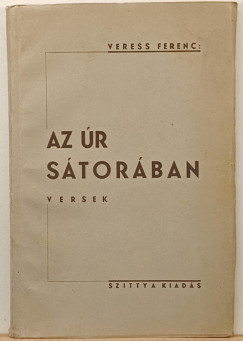 VERESS FERENC:
AZ ÚR
SÁTORÁBAN
VERSEK
SZITTYA KIADÁS